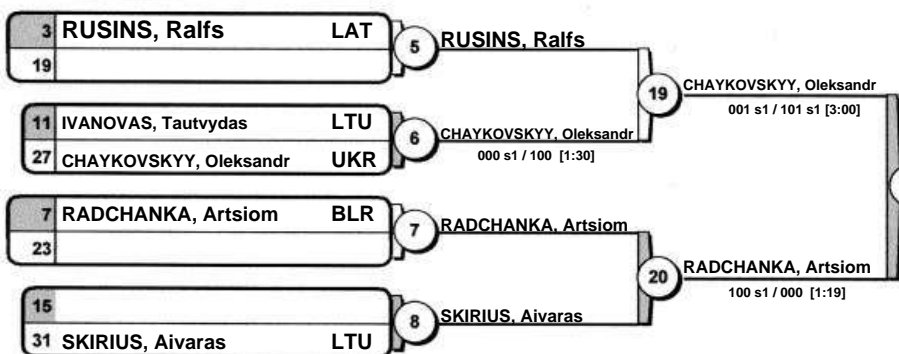 3 RUSINS, Ralfs LAT
19
5
RUSINS, Ralfs
11 IVANOVAS, Tautvydas LTU
27 CHAYKOVSKYY, Oleksandr UKR
6
CHAYKOVSKYY, Oleksandr
000 s1 / 100 [1:30]
19
CHAYKOVSKYY, Oleksandr
001 s1 / 101 s1 [3:00]
7 RADCHANKA, Artsiom BLR
23
7
RADCHANKA, Artsiom
15
31 SKIRIUS, Aivaras LTU
8
SKIRIUS, Aivaras
20
RADCHANKA, Artsiom
100 s1 / 000 [1:19]